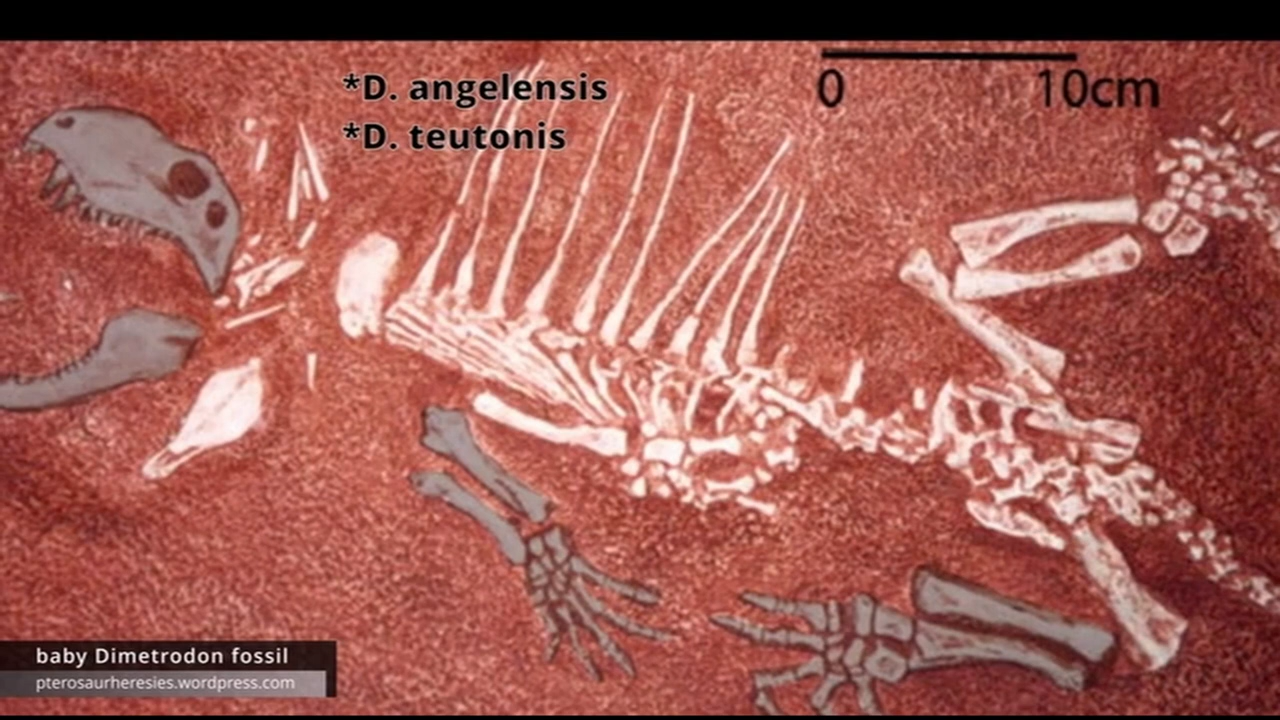 *D. angelensis
*D. teutonis
0 10cm
baby Dimetrodon fossil
pterosaurheresies.wordpress.com